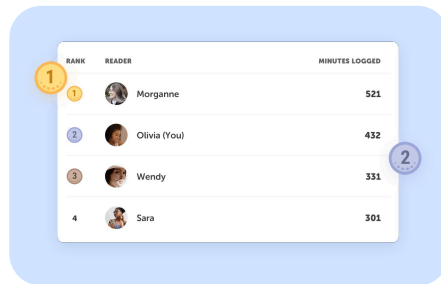 RANK READER MINUTES LOGGED
1
1 Morganne 521
2 Olivia (You) 432
2
3 Wendy 331
4 Sara 301